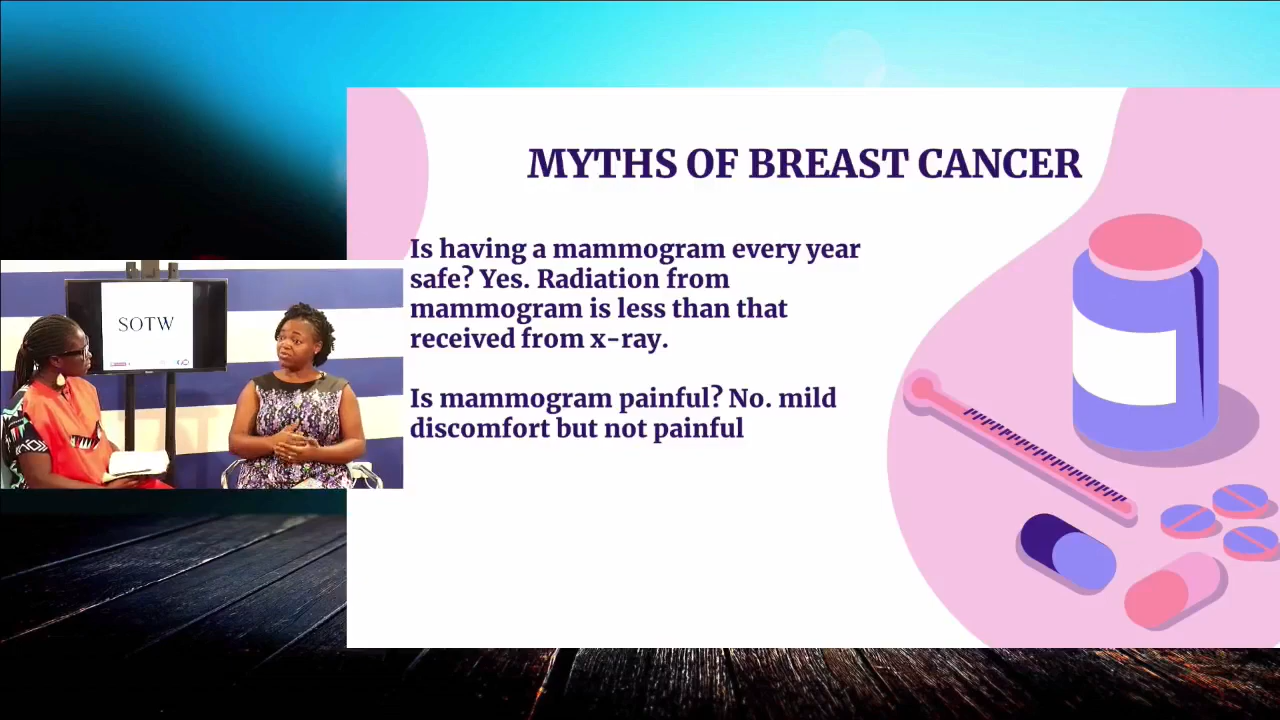 MYTHS OF BREAST CANCER
Is having a mammogram every year
safe? Yes. Radiation from
mammogram is less than that
received from x-ray.
Is mammogram painful? No. mild
discomfort but not painful
SOTW